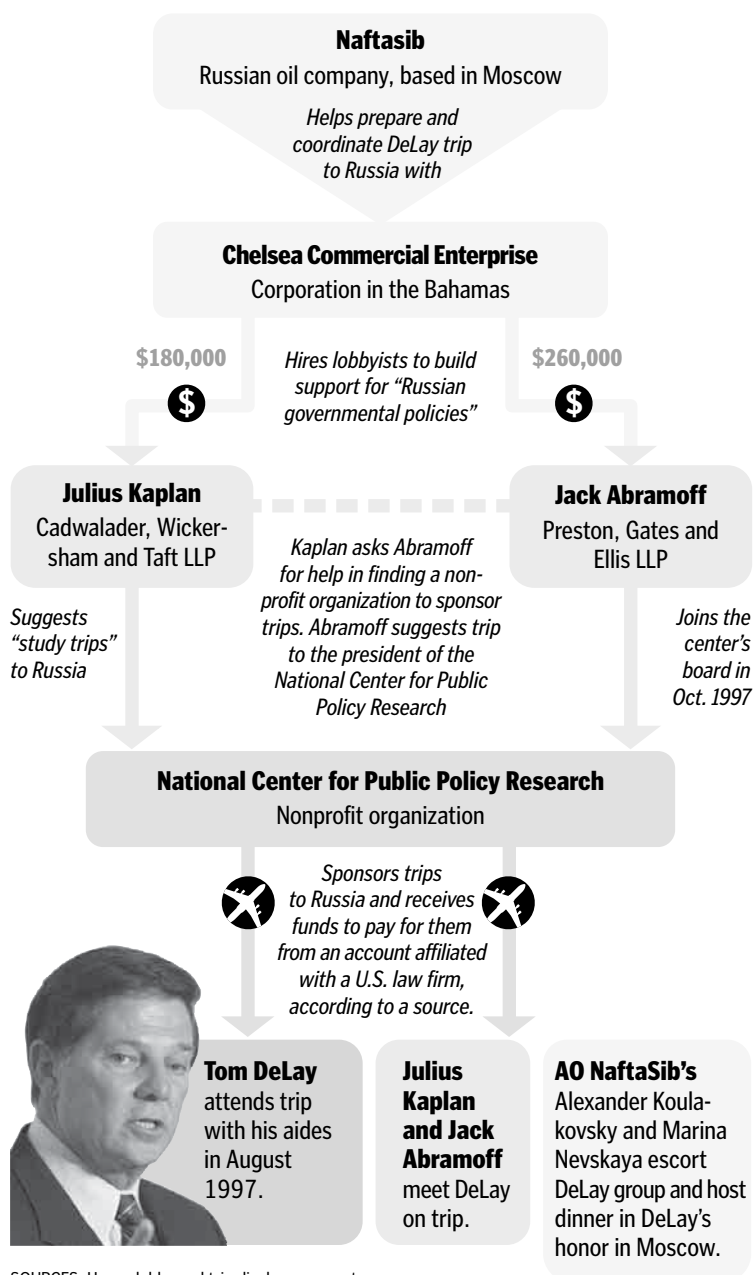 Naftasib
Russian oil company, based in Moscow
Helps prepare and
coordinate DeLay trip
to Russia with
Chelsea Commercial Enterprise
Corporation in the Bahamas
$180,000
$
Hires lobbyists to build
support for “Russian
governmental policies”
$260,000
$
Julius Kaplan
Cadwalader, Wicker-
sham and Taft LLP
Jack Abramoff
Preston, Gates and
Ellis LLP
Suggests
“study trips”
to Russia
Kaplan asks Abramoff
for help in finding a non-
profit organization to sponsor
trips. Abramoff suggests trip
to the president of the
National Center for Public
Policy Research
Joins the
center’s
board in
Oct. 1997
National Center for Public Policy Research
Nonprofit organization
Sponsors trips
to Russia and receives
funds to pay for them
from an account affiliated
with a U.S. law firm,
according to a source.
Tom DeLay
attends trip
with his aides
in August
1997.
Julius
Kaplan
and Jack
Abramoff
meet DeLay
on trip.
AO NaftaSib’s
Alexander Koula-
kovsky and Marina
Nevskaya escort
DeLay group and host
dinner in DeLay’s
honor in Moscow.